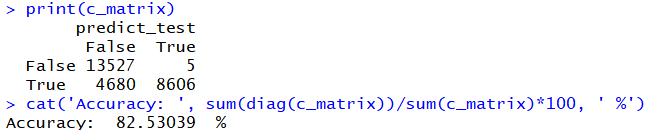 > print(c_matrix)
predict_test
False True
False 13527 5
True 4680 8606
> cat('Accuracy: ', sum(diag(c_matrix))/sum(c_matrix)*100, ' %')
Accuracy:  82.53039  %